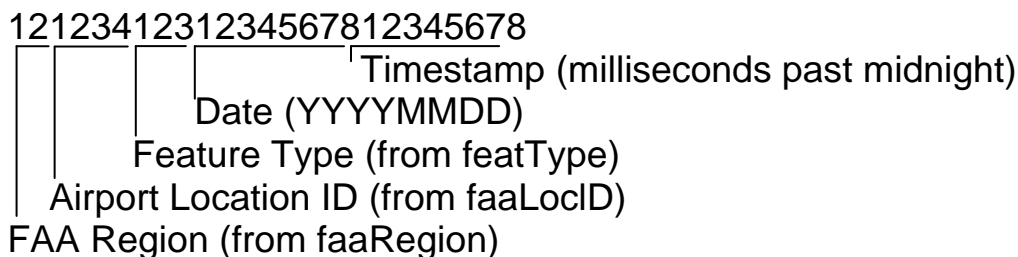 1212341231234567812345678
Timestamp (milliseconds past midnight)
Date (YYYYMMDD)
Feature Type (from featType)
Airport Location ID (from faaLocID)
FAA Region (from faaRegion)